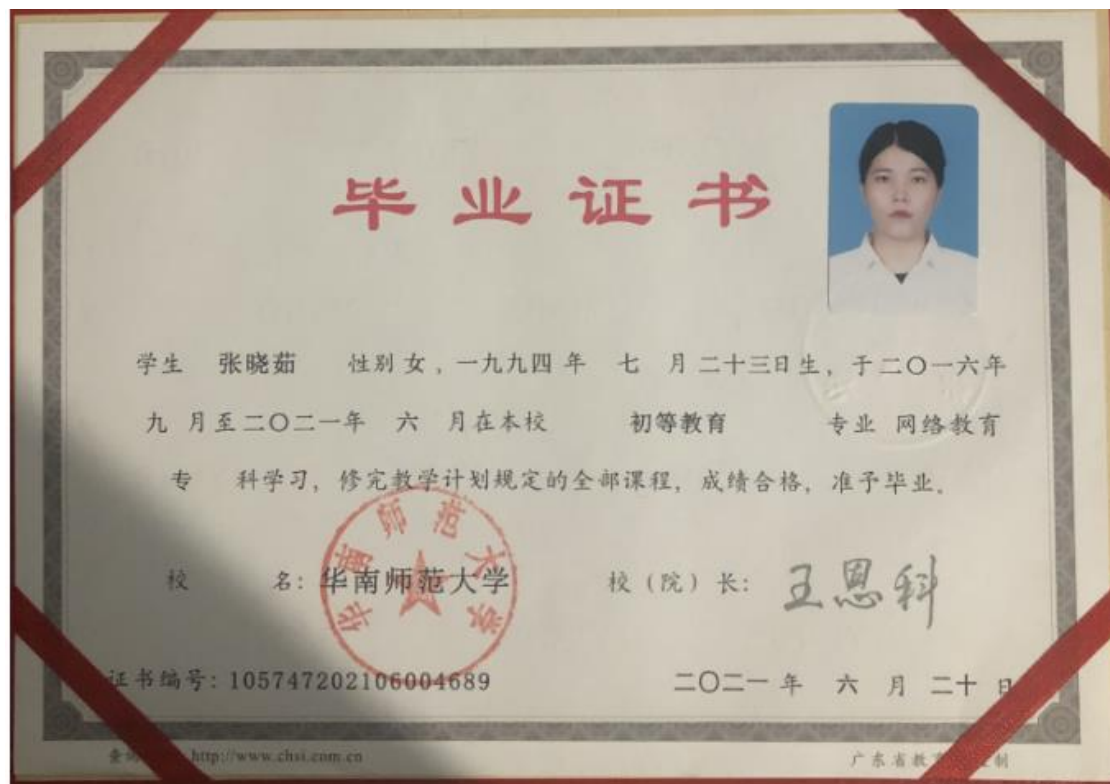 毕业证书
学生 张晓茹 性别 女，一九九四 年 七 月 二十三日 生，于 二〇一六年
九 月至 二〇二一年 六 月在本校 初等教育 专业 网络教育
专 科学习，修完教学计划规定的全部课程，成绩合格，准予毕业。
华南师范大学
校 名：华南师范大学 校（院）长： 王恩科
证书编号：105747202106004689 二〇二一 年 六 月 二十 日
http://www.chsi.com.cn 广东省教 制